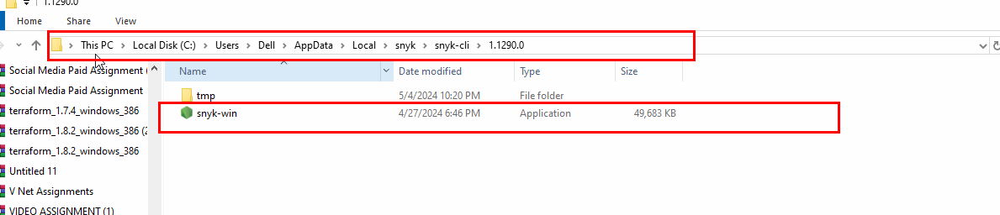 1.1290.0
Home Share View
This PC > Local Disk (C:) > Users > Dell > AppData > Local > snyk > snyk-cli > 1.1290.0
Name Date modified Type Size
Social Media Paid Assignment (
Social Media Paid Assignment
terraform_1.7.4_windows_386
terraform_1.8.2_windows_386 (2
terraform_1.8.2_windows_386
Untitled 11
V Net Assignments
VIDEO ASSIGNMENT (1)
tmp 5/4/2024 10:20 PM File folder
snyk-win 4/27/2024 6:46 PM Application 49,683 KB